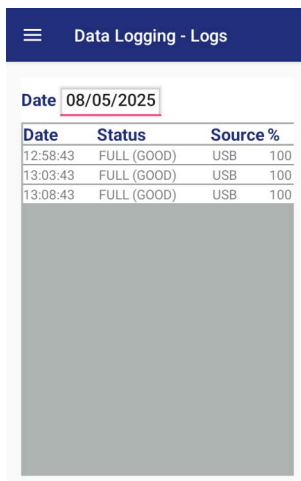 Data Logging - Logs
Date 08/05/2025
Date Status Source %
12:58:43 FULL (GOOD) USB 100
13:03:43 FULL (GOOD) USB 100
13:08:43 FULL (GOOD) USB 100